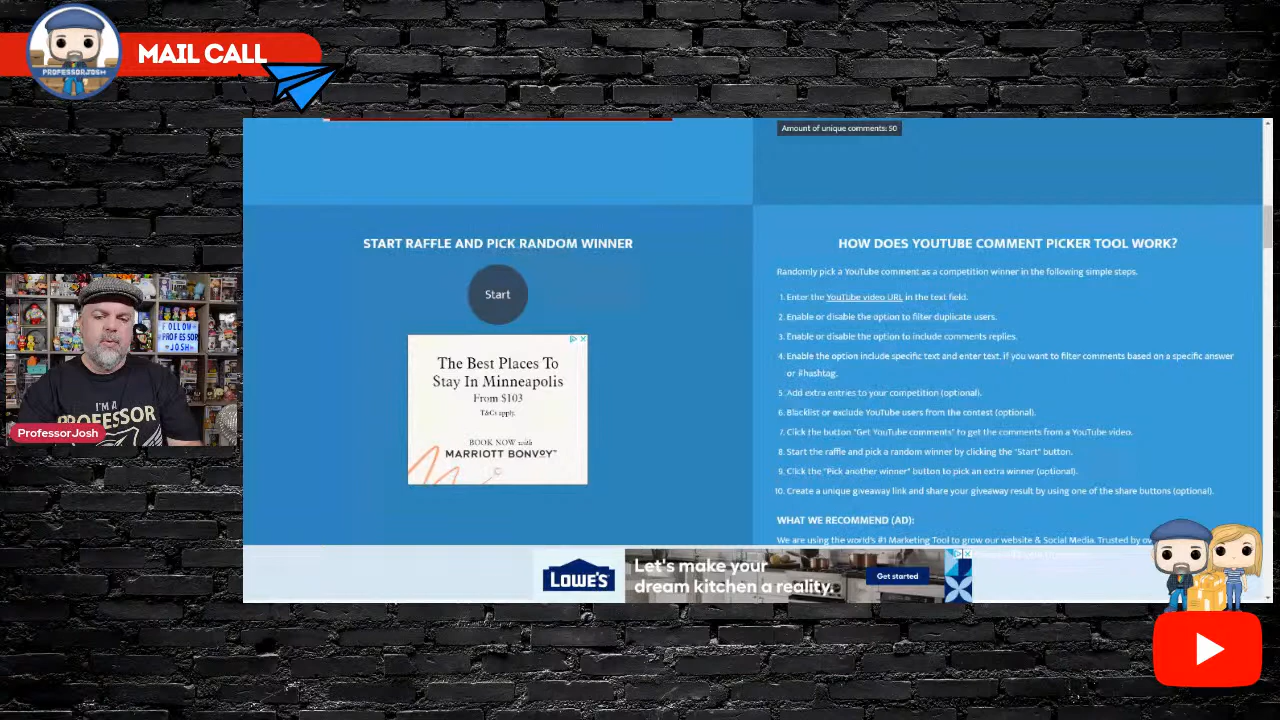 PROFESSORJOSH
MAIL CALL
Amount of unique comments: 50
START RAFFLE AND PICK RANDOM WINNER
Start
The Best Places To
Stay In Minneapolis
From $103
T&Cs apply.
BOOK NOW with
MARRIOTT BONVOY™
HOW DOES YOUTUBE COMMENT PICKER TOOL WORK?
Randomly pick a YouTube comment as a competition winner in the following simple steps.
1. Enter the YouTube video URL in the text field.
2. Enable or disable the option to filter duplicate users.
3. Enable or disable the option to include comments replies.
4. Enable the option include specific text and enter text, if you want to filter comments based on a specific answer
or #hashtag.
5. Add extra entries to your competition (optional).
6. Blacklist or exclude YouTube users from the contest (optional).
7. Click the button "Get YouTube comments" to get the comments from a YouTube video.
8. Start the raffle and pick a random winner by clicking the "Start" button.
9. Click the "Pick another winner" button to pick an extra winner (optional).
10. Create a unique giveaway link and share your giveaway result by using one of the share buttons (optional).
WHAT WE RECOMMEND (AD):
We are using the world's #1 Marketing Tool to grow our website & Social Media. Trusted by
FOLLOW
PROFESSOR
JOSH
I'M A
PROFESSOR
ProfessorJosh
LOWE'S
Let's make your
dream kitchen a reality.
Get started